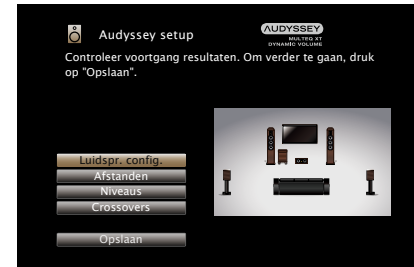 Audyssey setup
AUDYSSEY
MULTEQ XT
DYNAMIC VOLUME
Controleer voortgang resultaten. Om verder te gaan, druk
op "Opslaan".
Luidspr. config.
Afstanden
Niveaus
Crossovers
Opslaan